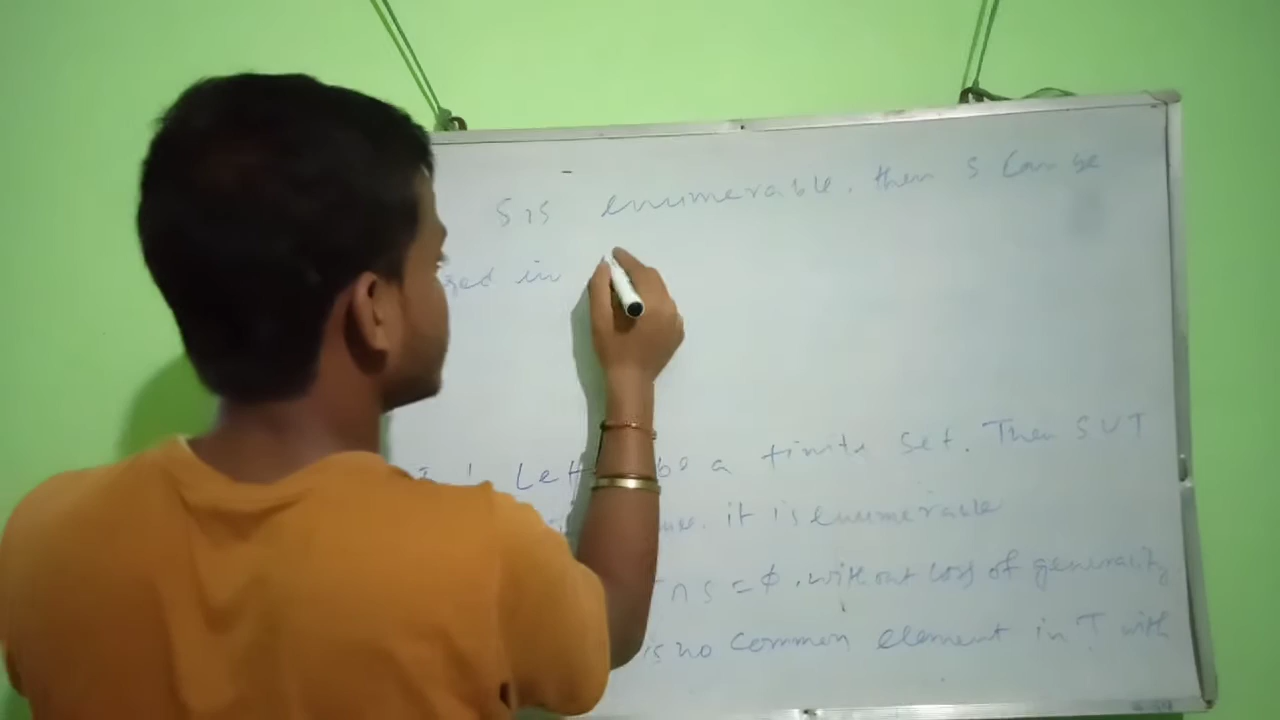 S is enumerable. then S can be
in
Let be a finite set. Then S ∪ T
it is enumerable
∩ S = ϕ. without loss of generality
is no common element in T with